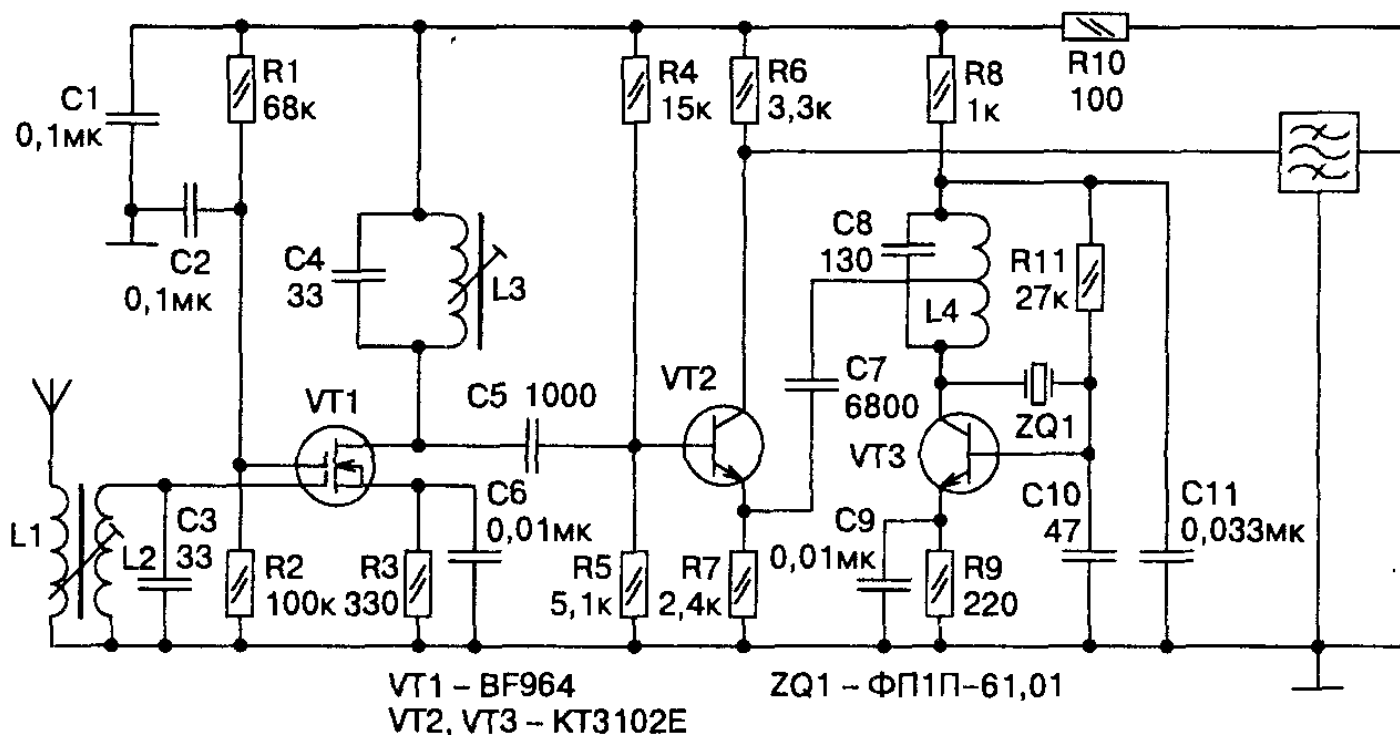 R1
68к
C1
0,1мк
C2
0,1мк
R4
15к
R6
3,3к
R8
1к
R10
100
C4
33
L3
C8
130
L4
R11
27к
VT1
C5 1000
VT2
C7
6800
ZQ1
VT3
L1
L2
C3
33
R2
100к
R3
330
C6
0,01мк
R5
5,1к
R7
2,4к
C9
0,01мк
R9
220
C10
47
C11
0,033мк
VT1 – BF964
VT2, VT3 – КТ3102Е
ZQ1 – ФП1П-61,01